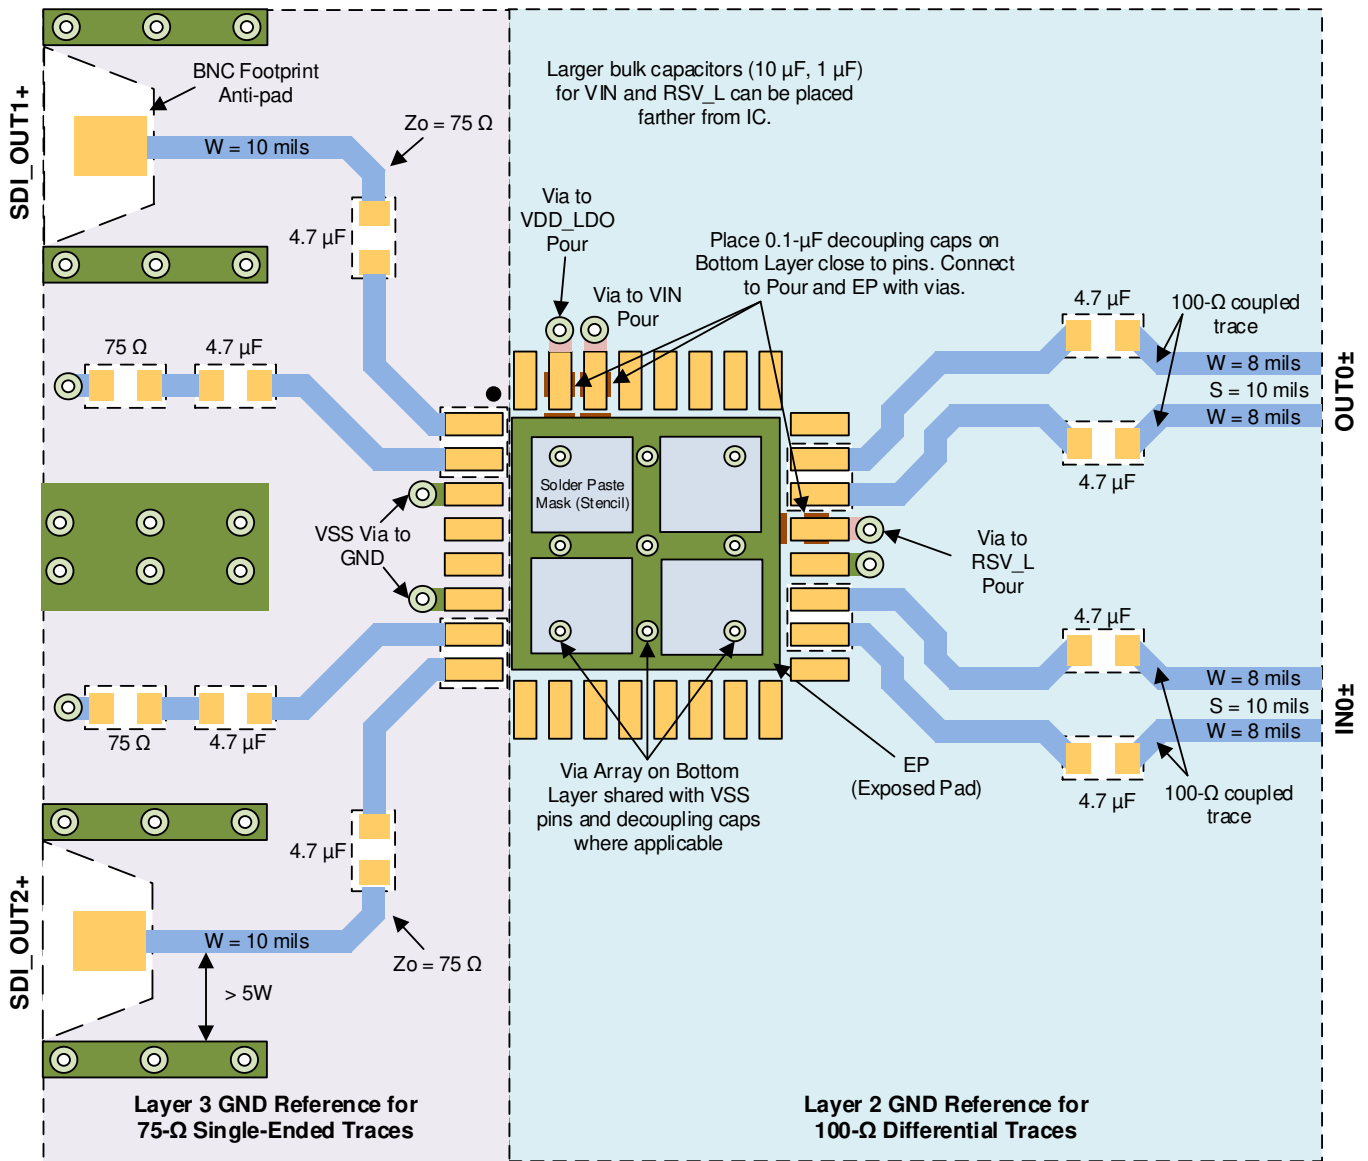 SDI_OUT1+
BNC Footprint
Anti-pad
W = 10 mils
Zo = 75 Ω
4.7 µF
75 Ω
4.7 µF
VSS Via to
GND
75 Ω
4.7 µF
4.7 µF
SDI_OUT2+
W = 10 mils
Zo = 75 Ω
> 5W
Layer 3 GND Reference for
75-Ω Single-Ended Traces
Larger bulk capacitors (10 µF, 1 µF)
for VIN and RSV_L can be placed
farther from IC.
Via to
VDD_LDO
Pour
Via to VIN
Pour
Place 0.1-µF decoupling caps on
Bottom Layer close to pins. Connect
to Pour and EP with vias.
Solder Paste
Mask (Stencil)
4.7 µF
100-Ω coupled
trace
W = 8 mils
S = 10 mils
W = 8 mils
4.7 µF
OUT0±
Via to
RSV_L
Pour
4.7 µF
W = 8 mils
S = 10 mils
W = 8 mils
4.7 µF
100-Ω coupled
trace
IN0±
EP
(Exposed Pad)
Via Array on Bottom
Layer shared with VSS
pins and decoupling caps
where applicable
Layer 2 GND Reference for
100-Ω Differential Traces